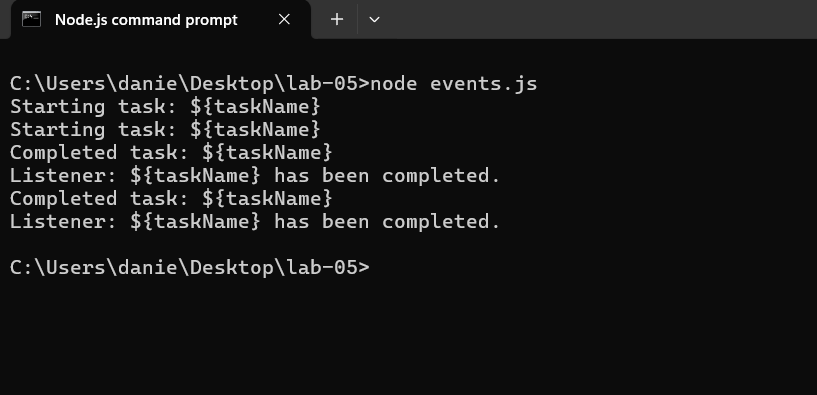 Node.js command prompt
C:\Users\danie\Desktop\lab-05>node events.js
Starting task: ${taskName}
Starting task: ${taskName}
Completed task: ${taskName}
Listener: ${taskName} has been completed.
Completed task: ${taskName}
Listener: ${taskName} has been completed.
C:\Users\danie\Desktop\lab-05>